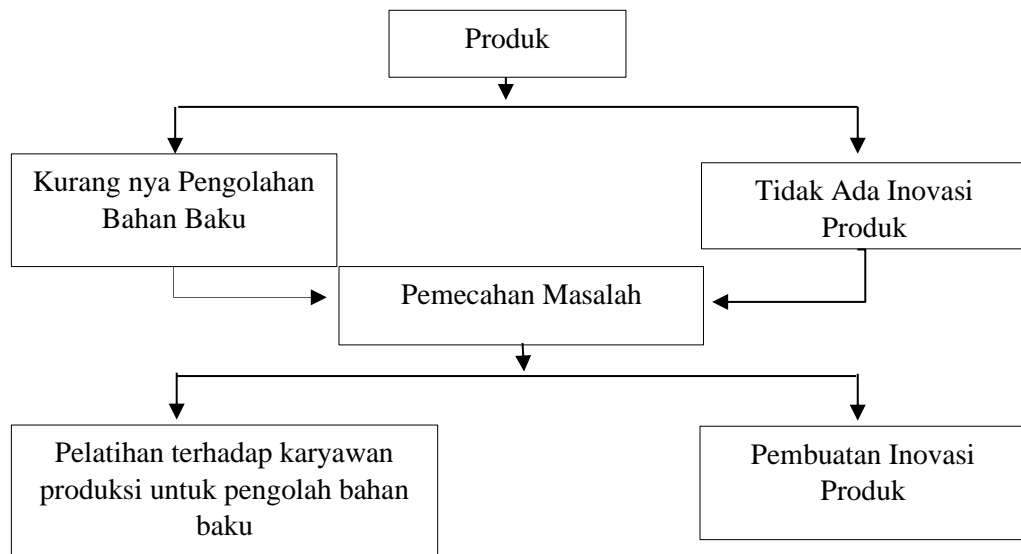 Produk
Kurang nya Pengolahan
Bahan Baku
Tidak Ada Inovasi
Produk
Pemecahan Masalah
Pelatihan terhadap karyawan
produksi untuk pengolah bahan
baku
Pembuatan Inovasi
Produk